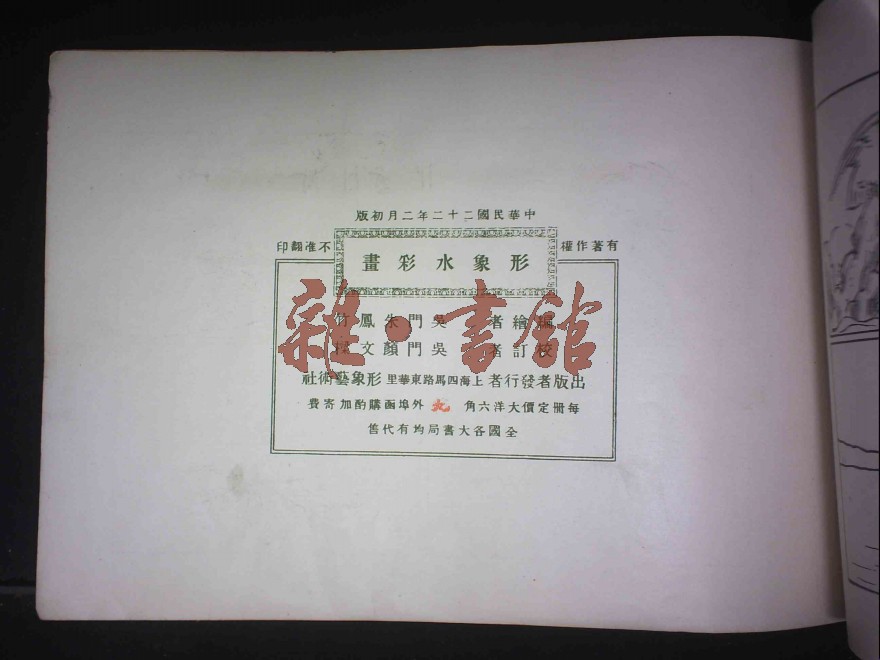 中華民國二十二年二月初版
有著作權 不准翻印
形象水彩畫
編繪者 吳門朱鳳竹
校訂者 吳門顏文樑
出版者發行者 上海四馬路東華里 形象藝術社
每冊定價大洋六角 外埠函購酌加寄費
全國各大書局均有代售
雜·書館